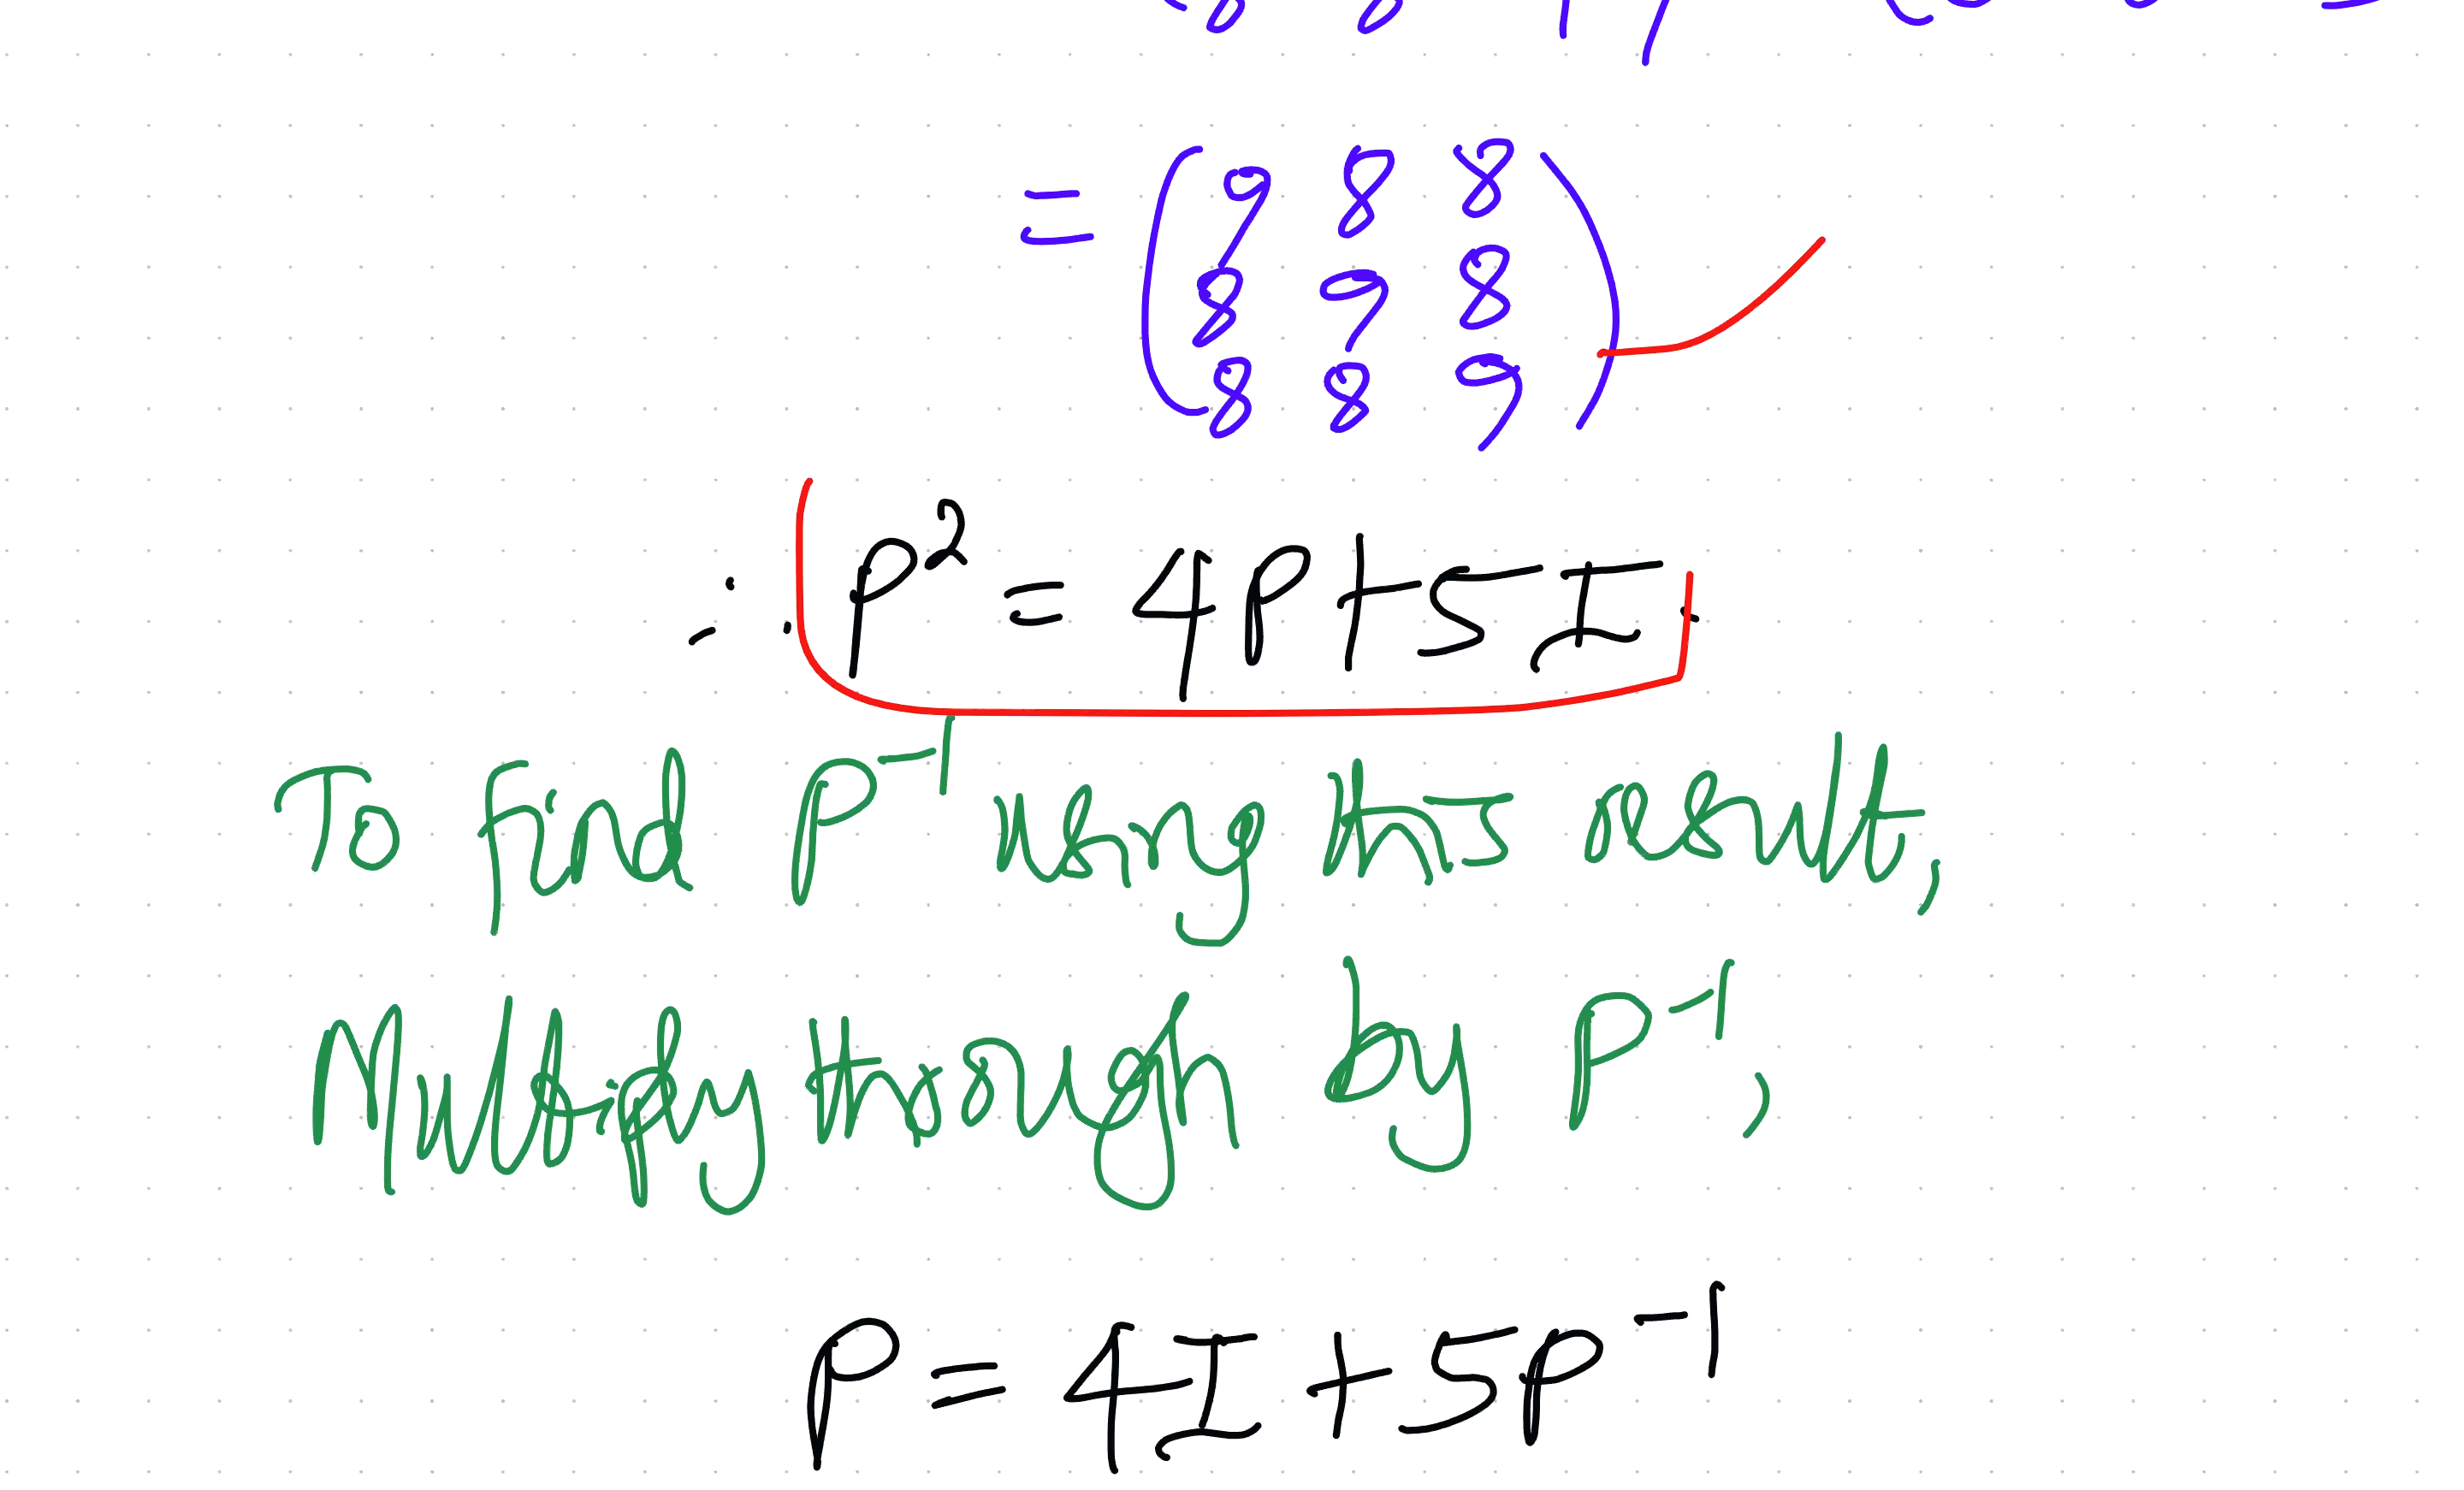 = ( 9 8 8
8 9 8
8 8 9 )
∴ P² = 4P + 5I.
To find P⁻¹ using this result,
Multiply through by P⁻¹,
P = 4I + 5P⁻¹